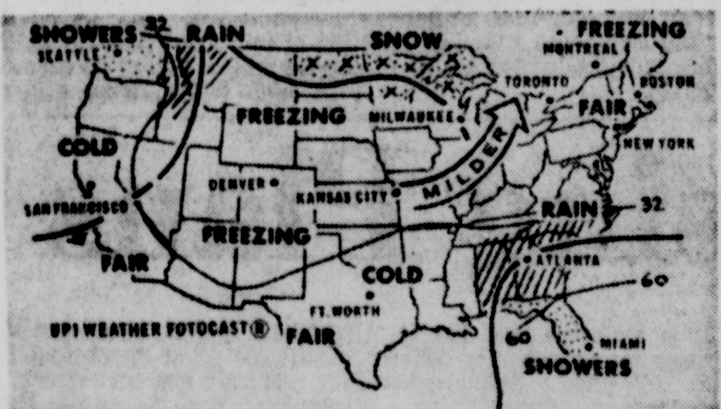 SHOWERS
32
RAIN
SNOW
FREEZING
SEATTLE
MONTREAL
TORONTO
BOSTON
FREEZING
MILWAUKEE
FAIR
COLD
NEW YORK
DENVER
KANSAS CITY
MILDER
SAN FRANCISCO
RAIN
32
FREEZING
FAIR
COLD
ATLANTA
60
FT. WORTH
UPI WEATHER FOTOCAST ®
FAIR
60
MIAMI
SHOWERS